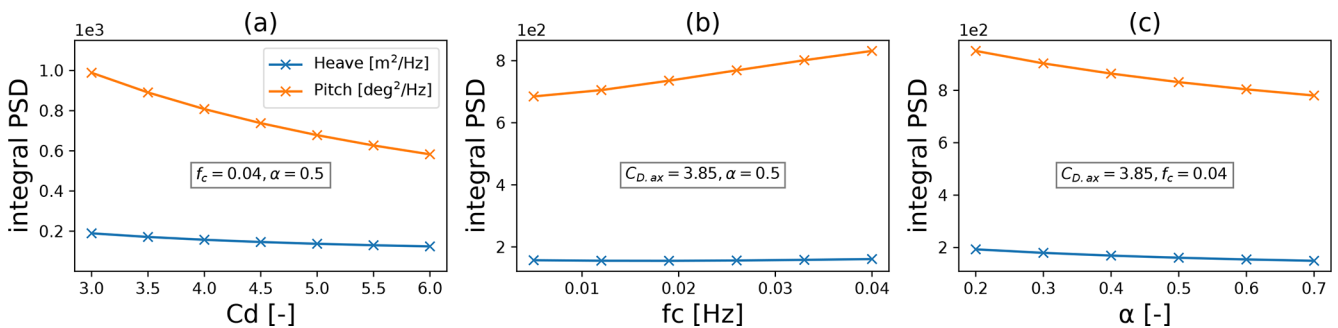 (a)
1e3
integral PSD
1.0
0.8
0.6
0.4
0.2
Heave [m²/Hz]
Pitch [deg²/Hz]
f_c = 0.04, α = 0.5
3.0 3.5 4.0 4.5 5.0 5.5 6.0
Cd [-]
(b)
6e2
integral PSD
8
6
4
2
C_{D.ax} = 3.85, α = 0.5
0.01 0.02 0.03 0.04
fc [Hz]
(c)
9e2
integral PSD
8
6
4
2
C_{D.ax} = 3.85, f_c = 0.04
0.2 0.3 0.4 0.5 0.6 0.7
α [-]